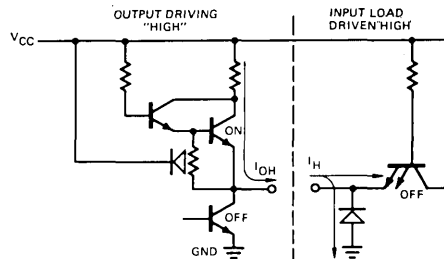 OUTPUT DRIVING
"HIGH"
INPUT LOAD
DRIVEN"HIGH
VCC
ON
IOH
IH
OFF
OFF
GND